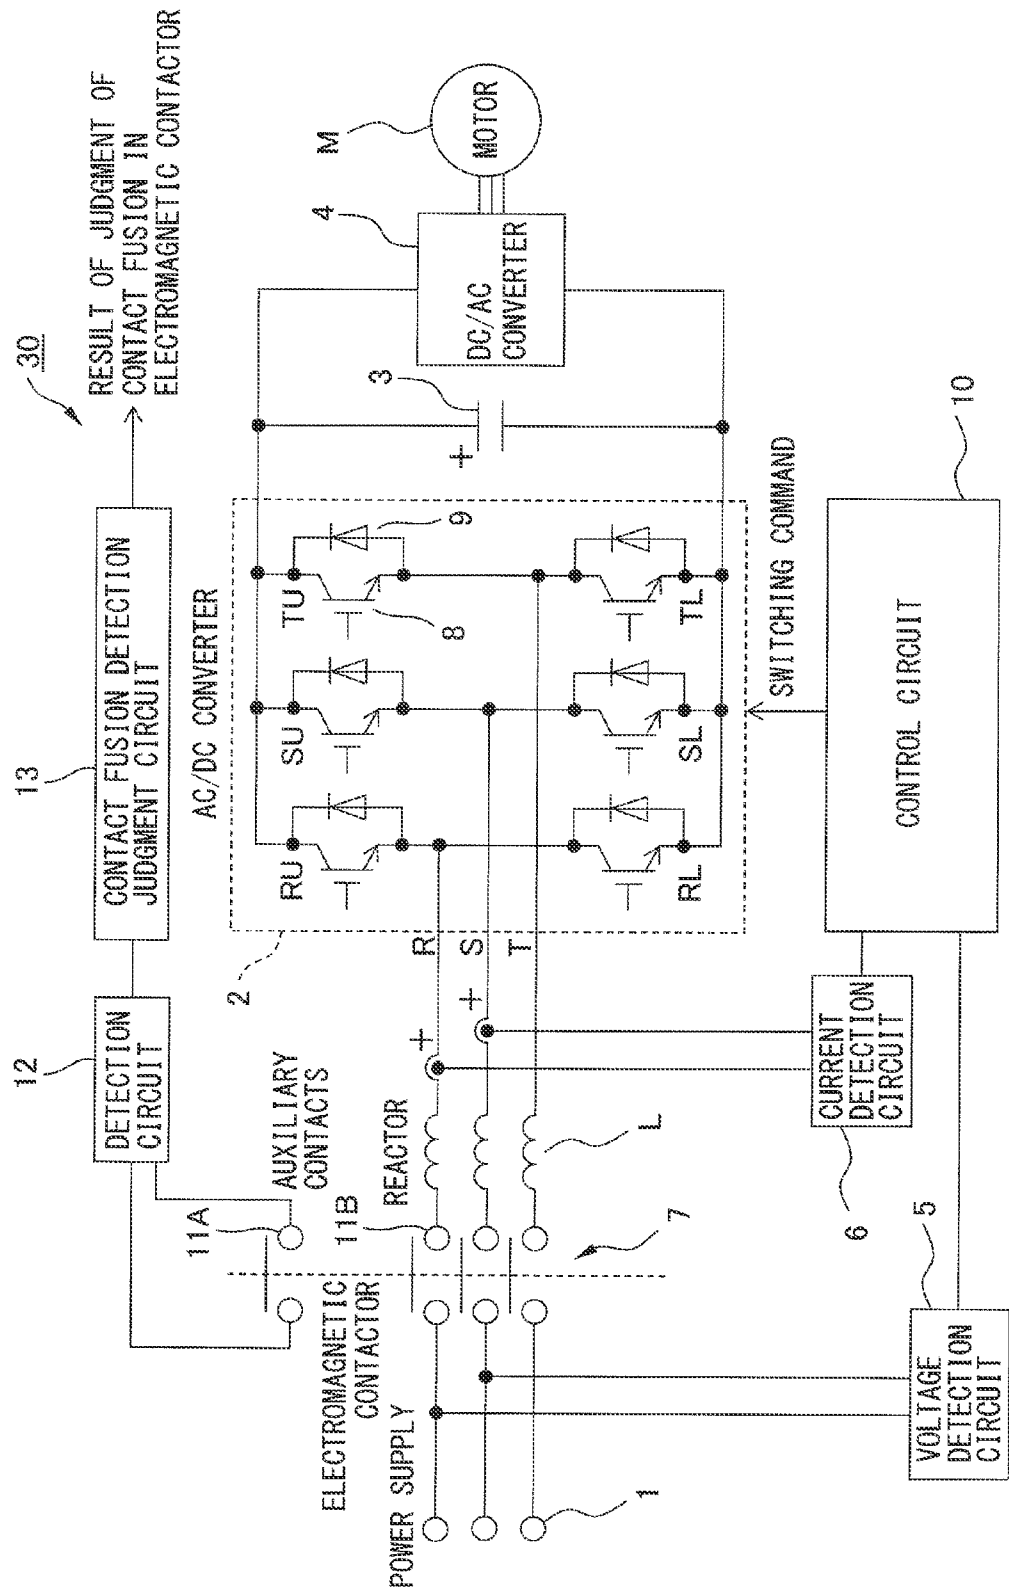 30
RESULT OF JUDGMENT OF
CONTACT FUSION IN
ELECTROMAGNETIC CONTACTOR
13
CONTACT FUSION DETECTION
JUDGMENT CIRCUIT
12
DETECTION
CIRCUIT
AUXILIARY
CONTACTS
11A
AC/DC CONVERTER
2
RU
SU
TU
9
8
RL
SL
TL
R
S
T
+
+
+
3
4
DC/AC
CONVERTER
M
MOTOR
REACTOR
11B
L
ELECTROMAGNETIC
CONTACTOR
7
POWER SUPPLY
1
SWITCHING COMMAND
10
CONTROL CIRCUIT
CURRENT
DETECTION
CIRCUIT
6
5
VOLTAGE
DETECTION
CIRCUIT